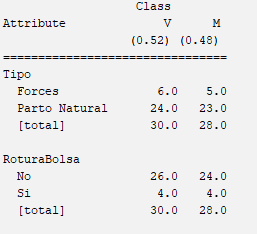 Class
Attribute V M
(0.52) (0.48)
===============================
Tipo
Forces 6.0 5.0
Parto Natural 24.0 23.0
[total] 30.0 28.0
RoturaBolsa
No 26.0 24.0
Si 4.0 4.0
[total] 30.0 28.0